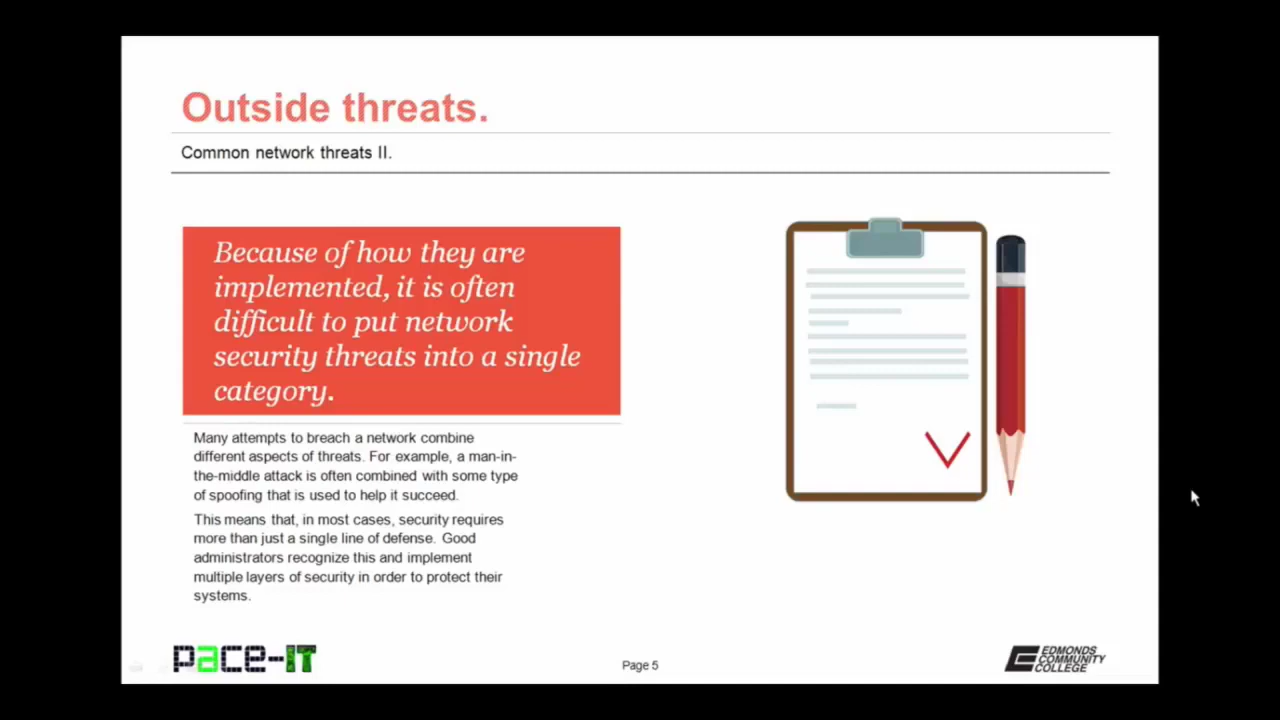 Outside threats.
Common network threats II.
Because of how they are
implemented, it is often
difficult to put network
security threats into a single
category.
Many attempts to breach a network combine
different aspects of threats. For example, a man-in-
the-middle attack is often combined with some type
of spoofing that is used to help it succeed.
This means that, in most cases, security requires
more than just a single line of defense. Good
administrators recognize this and implement
multiple layers of security in order to protect their
systems.
pace-IT
Page 5
EDMONDS
COMMUNITY
COLLEGE